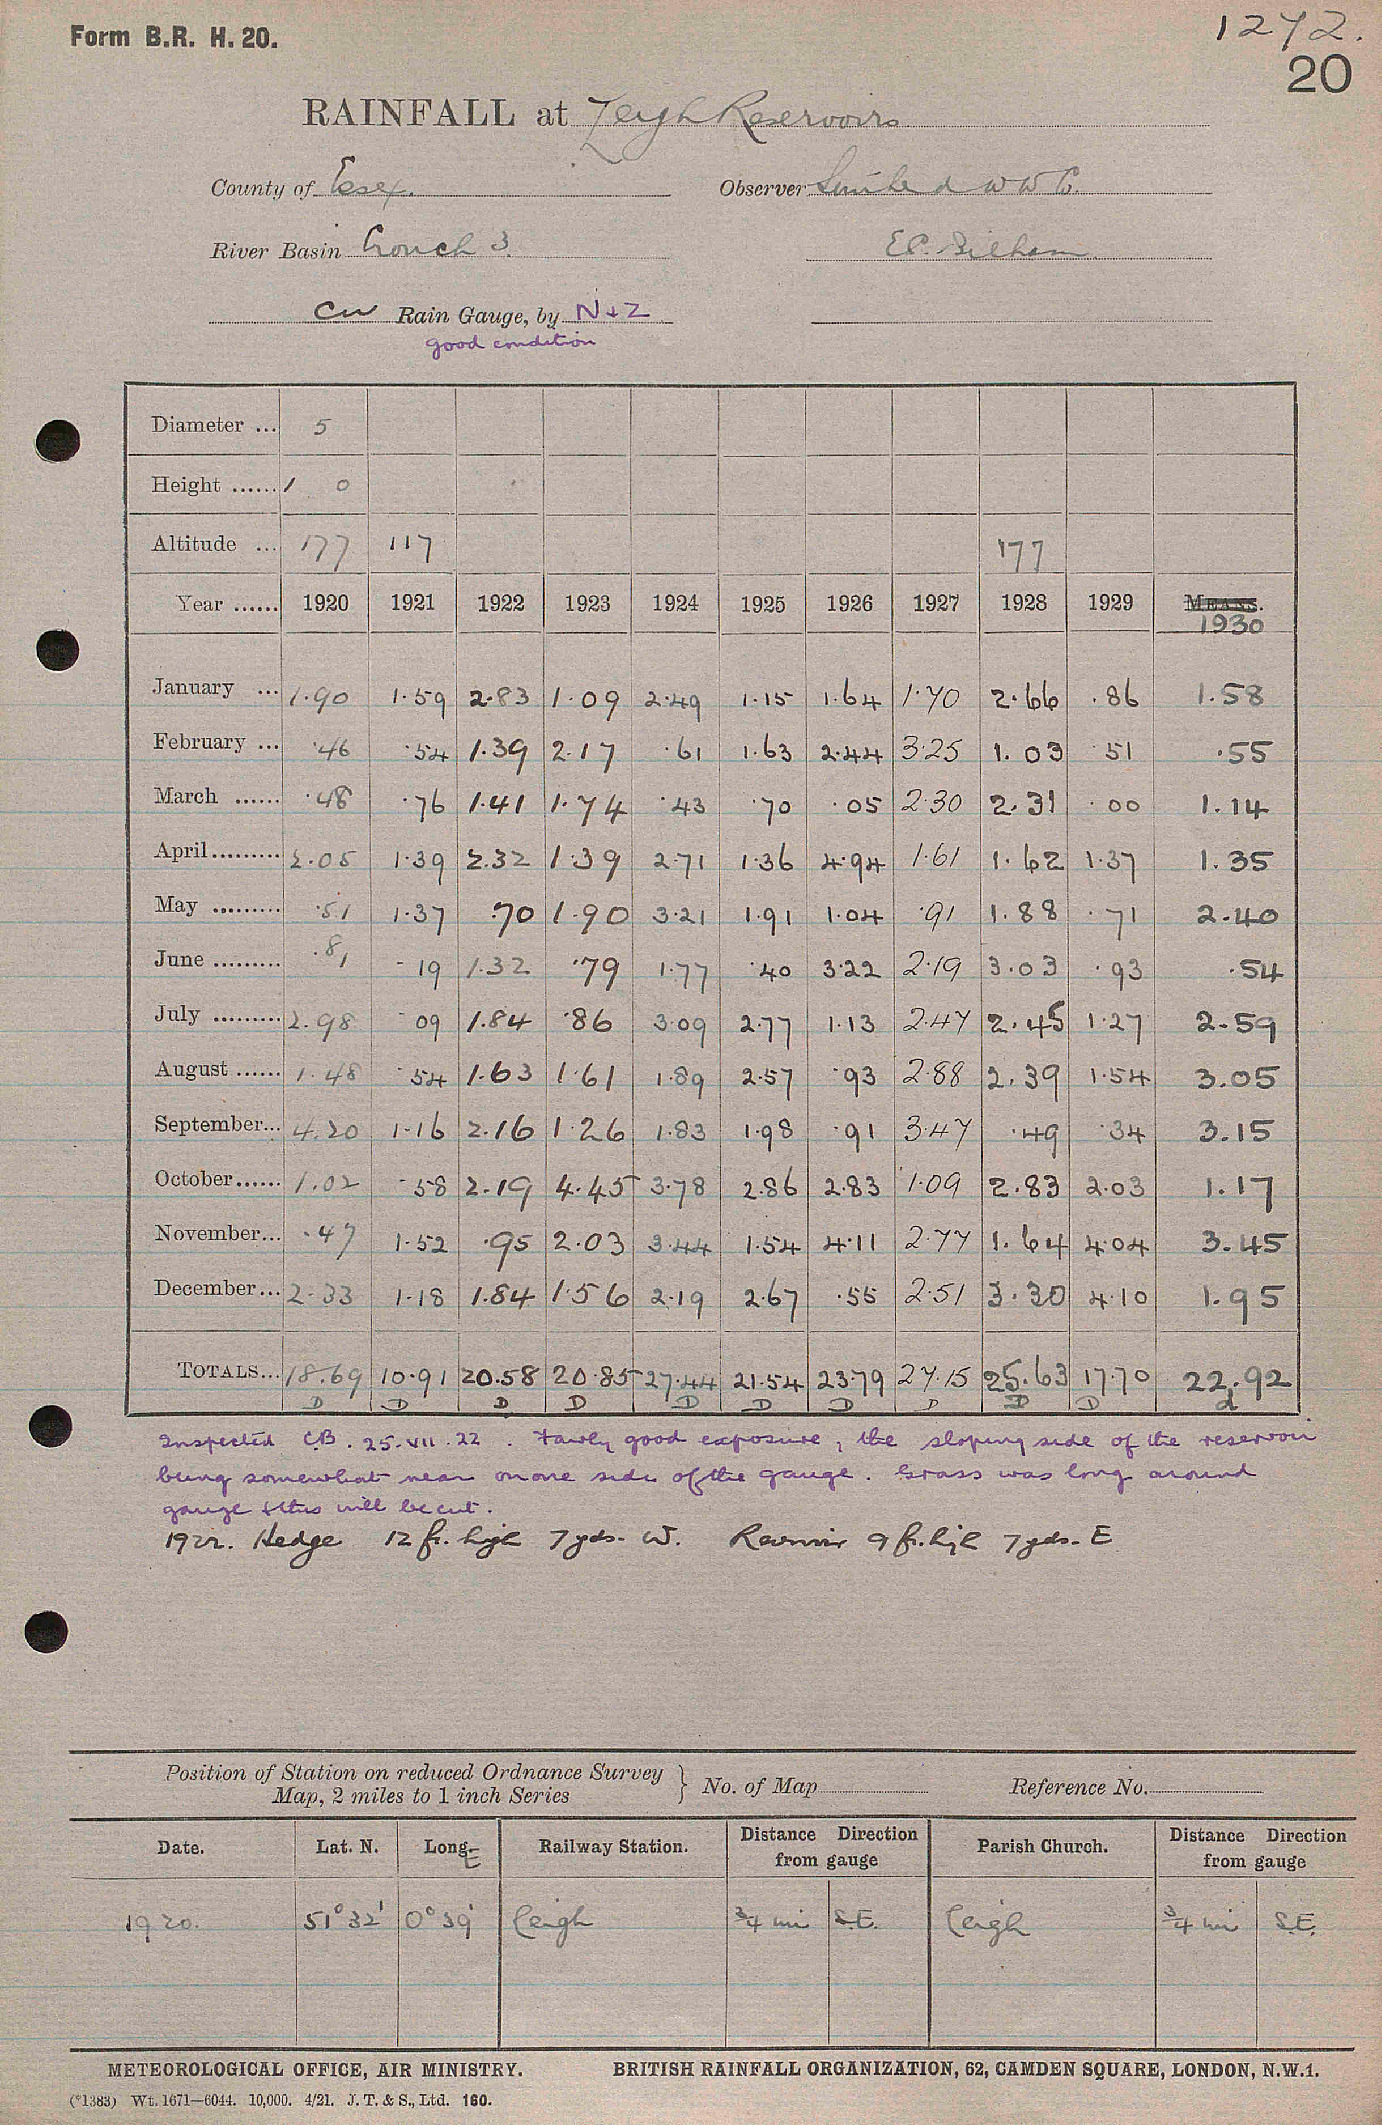 Form B.R. H. 20.
1272.
20
RAINFALL at Leigh Reservoirs
County of Essex. Observer Southend W W Co.
River Basin Crouch 3. E.C. Bilham
Cu Rain Gauge, by N + Z
good condition
Diameter ... 5
Height ...... 1 0
Altitude ... 177 117 177
Year ...... 1920 1921 1922 1923 1924 1925 1926 1927 1928 1929 MEANS. 1930
January ... 1.90 1.59 2.83 1.09 2.49 1.15 1.64 1.70 2.66 .86 1.58
February ... .46 .54 1.39 2.17 .61 1.63 2.44 3.25 1.03 51 .55
March ...... .48 .76 1.41 1.74 .43 .70 .05 2.30 2.31 .00 1.14
April ......... 2.05 1.39 2.32 1.39 2.71 1.36 4.94 1.61 1.62 1.37 1.35
May ......... .51 1.37 .70 1.90 3.21 1.91 1.04 .91 1.88 .71 2.40
June ......... .81 .19 1.32 .79 1.77 .40 3.22 2.19 3.03 .93 .54
July ......... 2.98 .09 1.84 .86 3.09 2.77 1.13 2.47 2.45 1.27 2.59
August ...... 1.48 .54 1.63 1.61 1.89 2.57 .93 2.88 2.39 1.54 3.05
September... 4.20 1.16 2.16 1.26 1.83 1.98 .91 3.47 .49 .34 3.15
October...... 1.02 .58 2.19 4.45 3.78 2.86 2.83 1.09 2.83 2.03 1.17
November... .47 1.52 .95 2.03 3.44 1.54 4.11 2.77 1.64 4.04 3.45
December... 2.33 1.18 1.84 1.56 2.19 2.67 .55 2.51 3.30 4.10 1.95
TOTALS... 18.69 10.91 20.58 20.85 27.44 21.54 23.79 27.15 25.63 17.70 22.92
D D D D D D D D D D d
Inspected C.B. 25.VII.22. Fairly good exposure, the sloping side of the reservoir
being somewhat near on one side of the gauge. Grass was long around
gauge & this will be cut.
1922. Hedge 12 ft. high 7 yds. W. Reservoir 9 ft. high 7 yds. E
Position of Station on reduced Ordnance Survey
Map, 2 miles to 1 inch Series } No. of Map Reference No.
Date. Lat. N. Long. E Railway Station. Distance Direction from gauge Parish Church. Distance Direction from gauge
1920. 51° 32' 0° 39' Leigh 3/4 mi S.E. Leigh 3/4 mi S.E.
METEOROLOGICAL OFFICE, AIR MINISTRY. BRITISH RAINFALL ORGANIZATION, 62, CAMDEN SQUARE, LONDON, N.W.1.
(*1383) Wt. 1671—6044. 10,000. 4/21. J. T. & S., Ltd. 160.